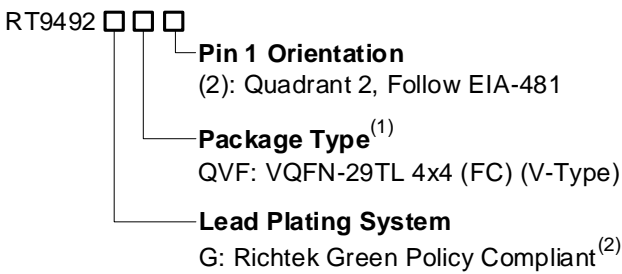 RT9492
Pin 1 Orientation
(2): Quadrant 2, Follow EIA-481
Package Type(1)
QVF: VQFN-29TL 4x4 (FC) (V-Type)
Lead Plating System
G: Richtek Green Policy Compliant(2)